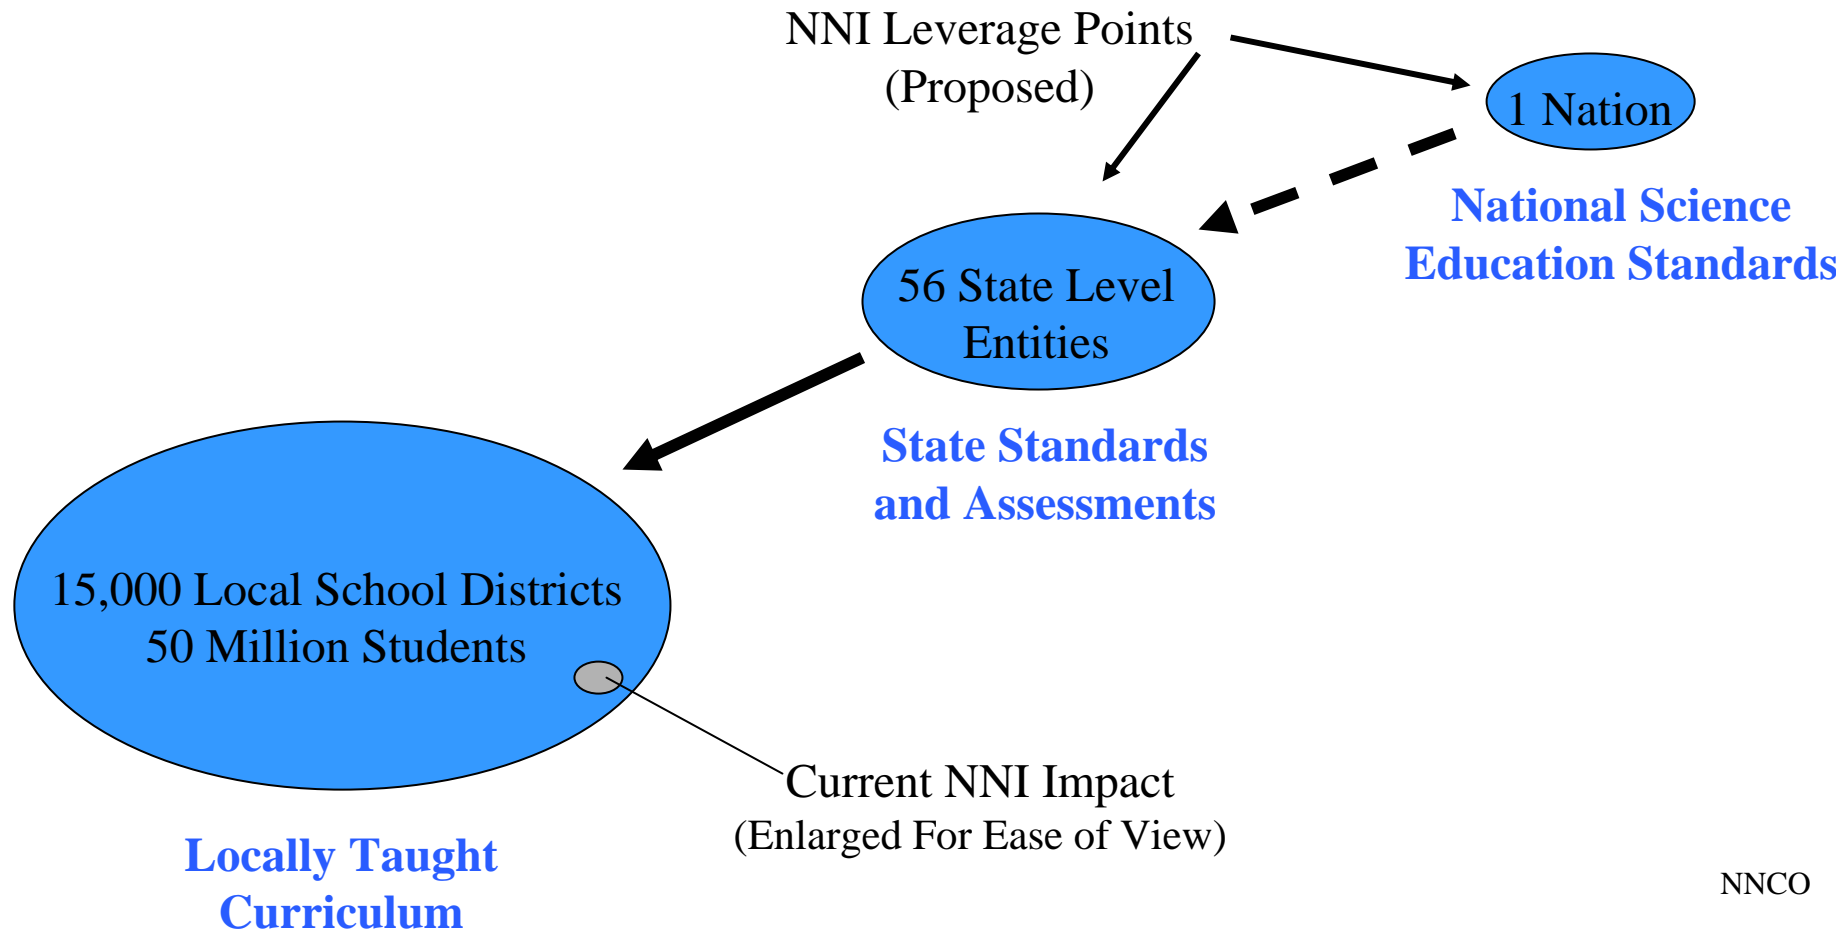 NNI Leverage Points
(Proposed)
1 Nation
National Science
Education Standards
56 State Level
Entities
State Standards
and Assessments
15,000 Local School Districts
50 Million Students
Current NNI Impact
(Enlarged For Ease of View)
Locally Taught
Curriculum
NNCO